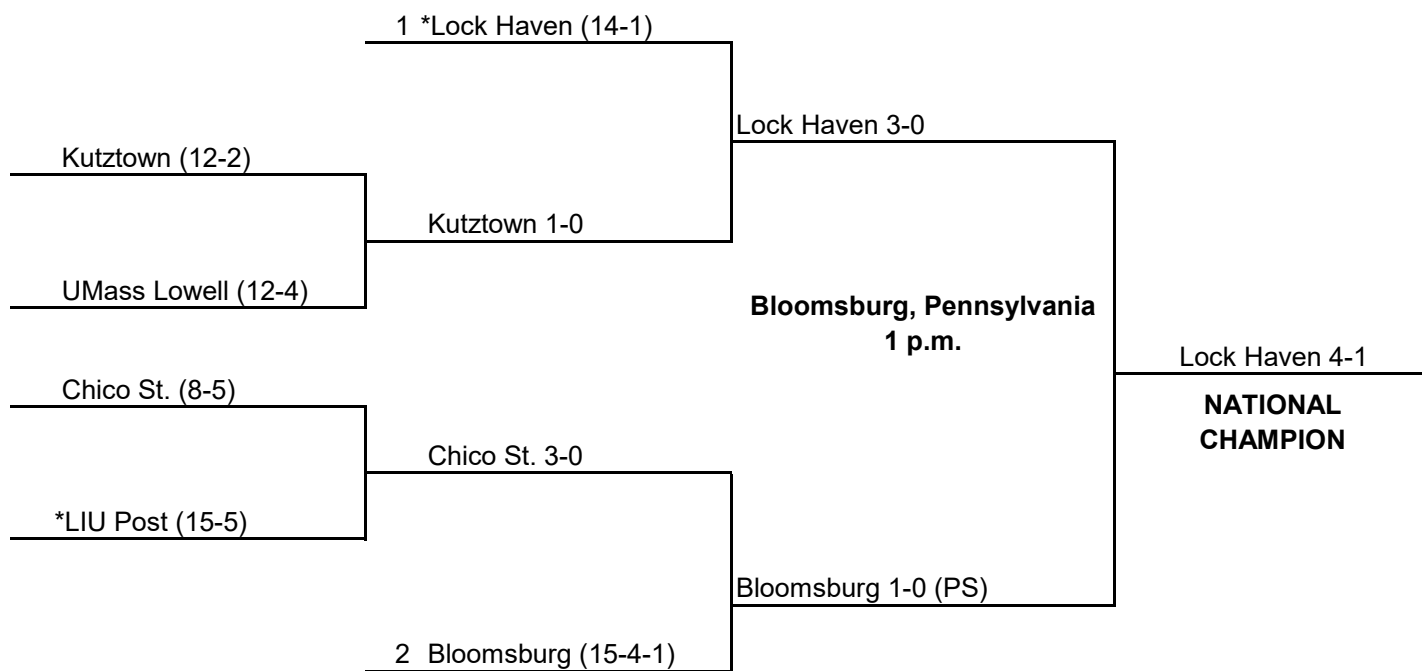 1 *Lock Haven (14-1)
Lock Haven 3-0
Kutztown (12-2)
Kutztown 1-0
UMass Lowell (12-4)
Bloomsburg, Pennsylvania
1 p.m.
Lock Haven 4-1
Chico St. (8-5)
NATIONAL
CHAMPION
Chico St. 3-0
*LIU Post (15-5)
Bloomsburg 1-0 (PS)
2 Bloomsburg (15-4-1)